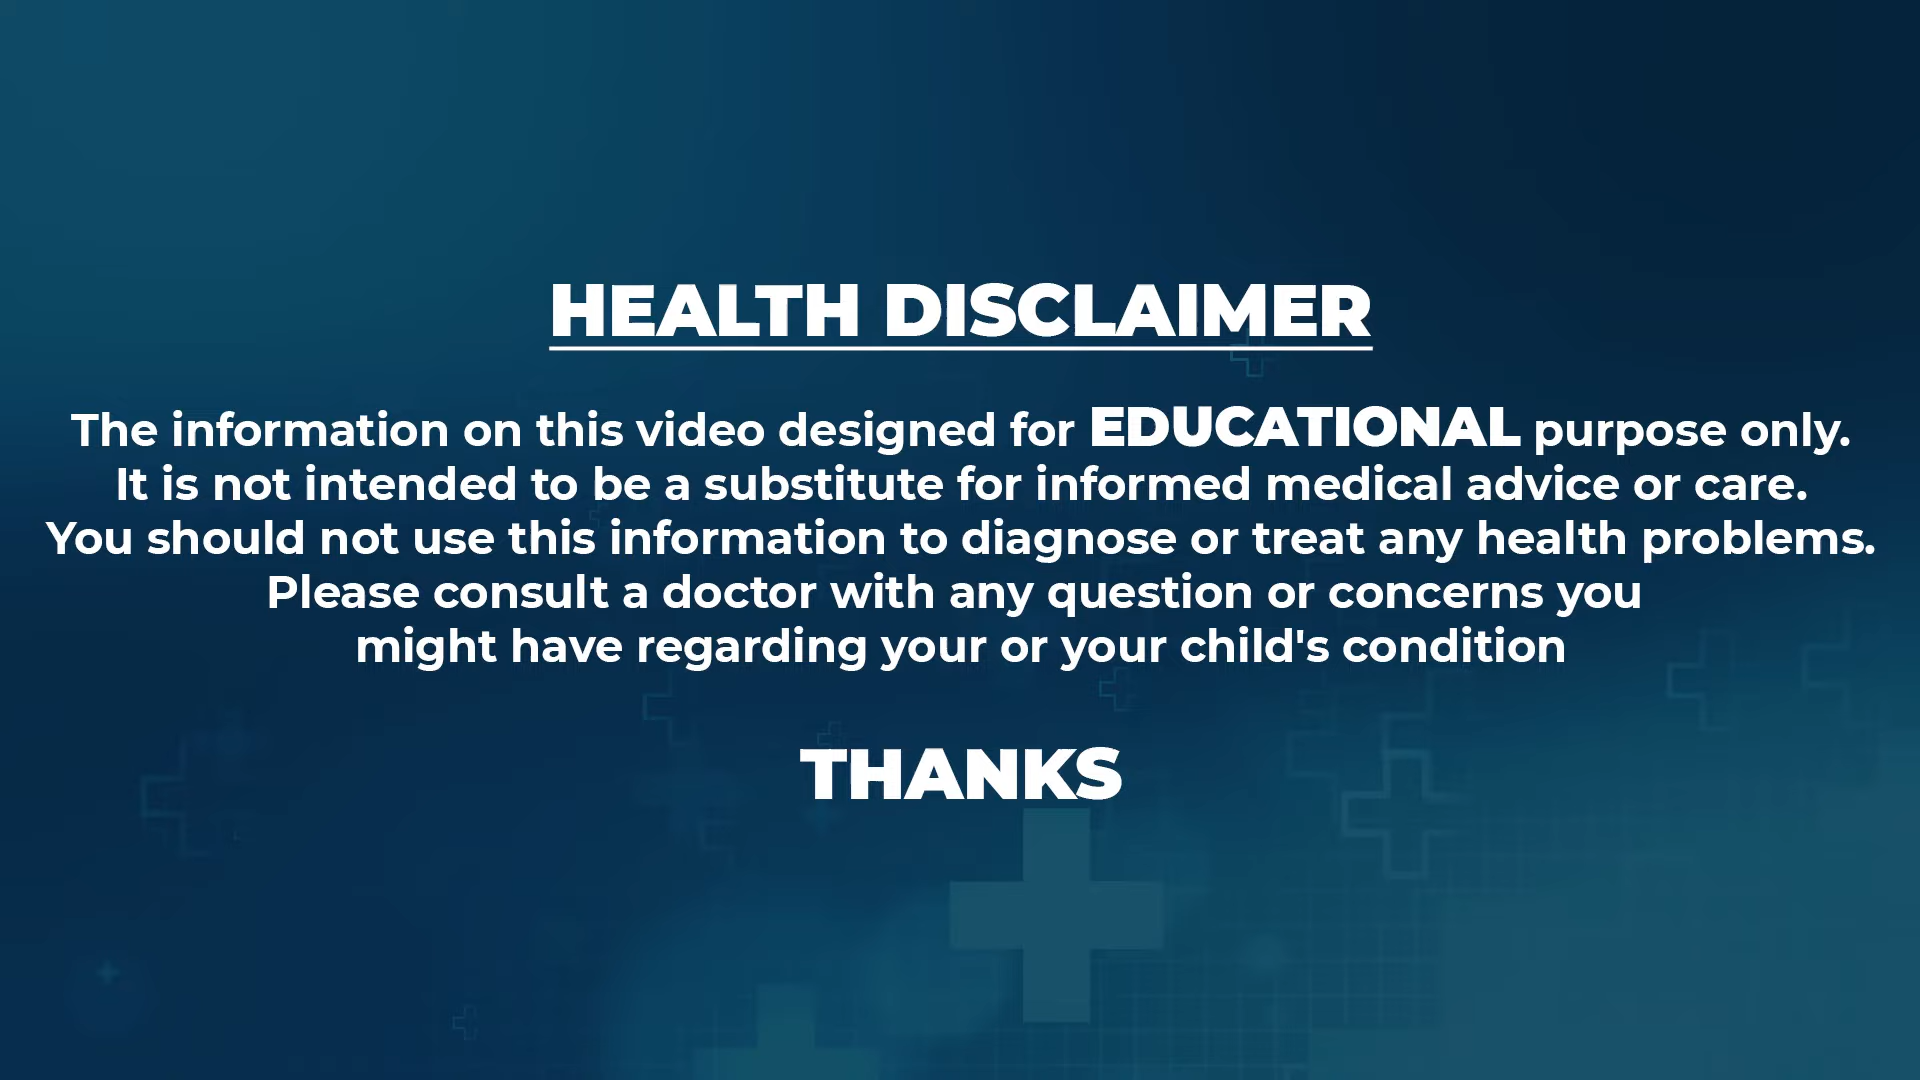 HEALTH DISCLAIMER
The information on this video designed for EDUCATIONAL purpose only.
It is not intended to be a substitute for informed medical advice or care.
You should not use this information to diagnose or treat any health problems.
Please consult a doctor with any question or concerns you
might have regarding your or your child's condition
THANKS